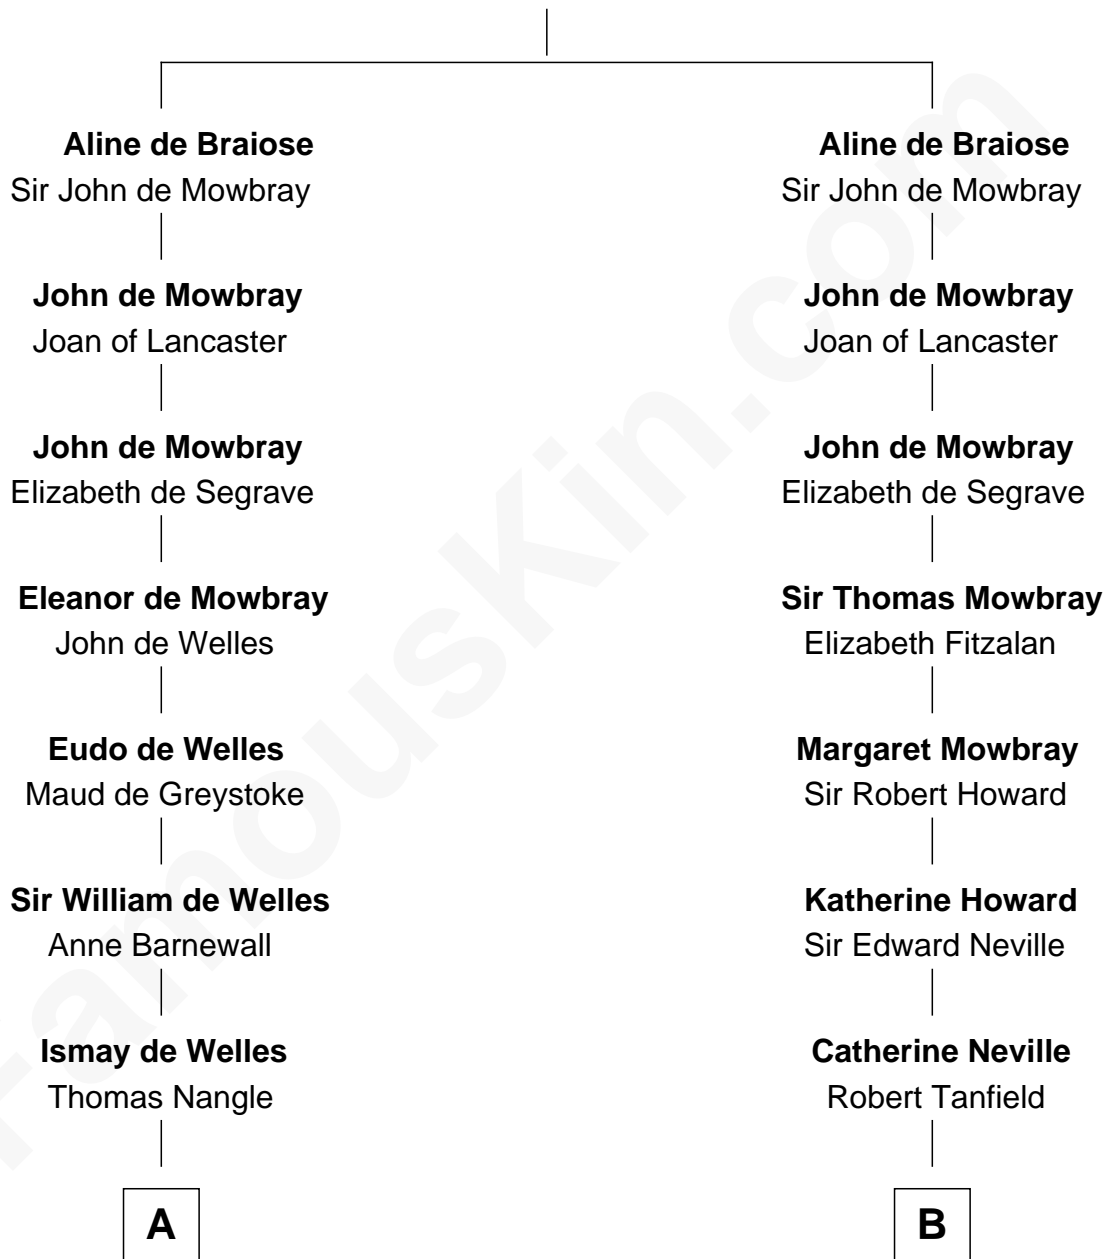 Aline de Braiose
Sir John de Mowbray
John de Mowbray
Joan of Lancaster
John de Mowbray
Elizabeth de Segrave
Eleanor de Mowbray
John de Welles
Eudo de Welles
Maud de Greystoke
Sir William de Welles
Anne Barnewall
Ismay de Welles
Thomas Nangle
A
Aline de Braiose
Sir John de Mowbray
John de Mowbray
Joan of Lancaster
John de Mowbray
Elizabeth de Segrave
Sir Thomas Mowbray
Elizabeth Fitzalan
Margaret Mowbray
Sir Robert Howard
Katherine Howard
Sir Edward Neville
Catherine Neville
Robert Tanfield
B
FamousKin.com